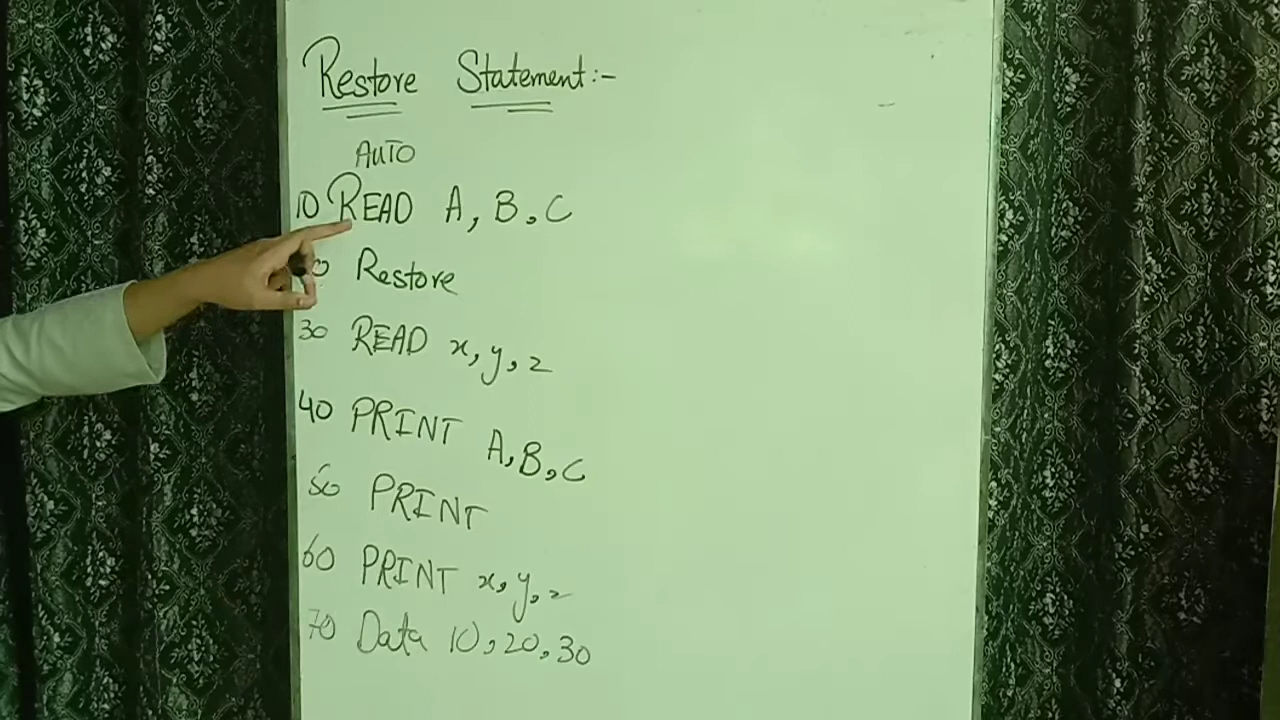 Restore Statement:-
AUTO
10 READ A, B, C
0 Restore
30 READ x, y, z
40 PRINT A, B, C
50 PRINT
60 PRINT x, y, z
70 Data 10, 20, 30